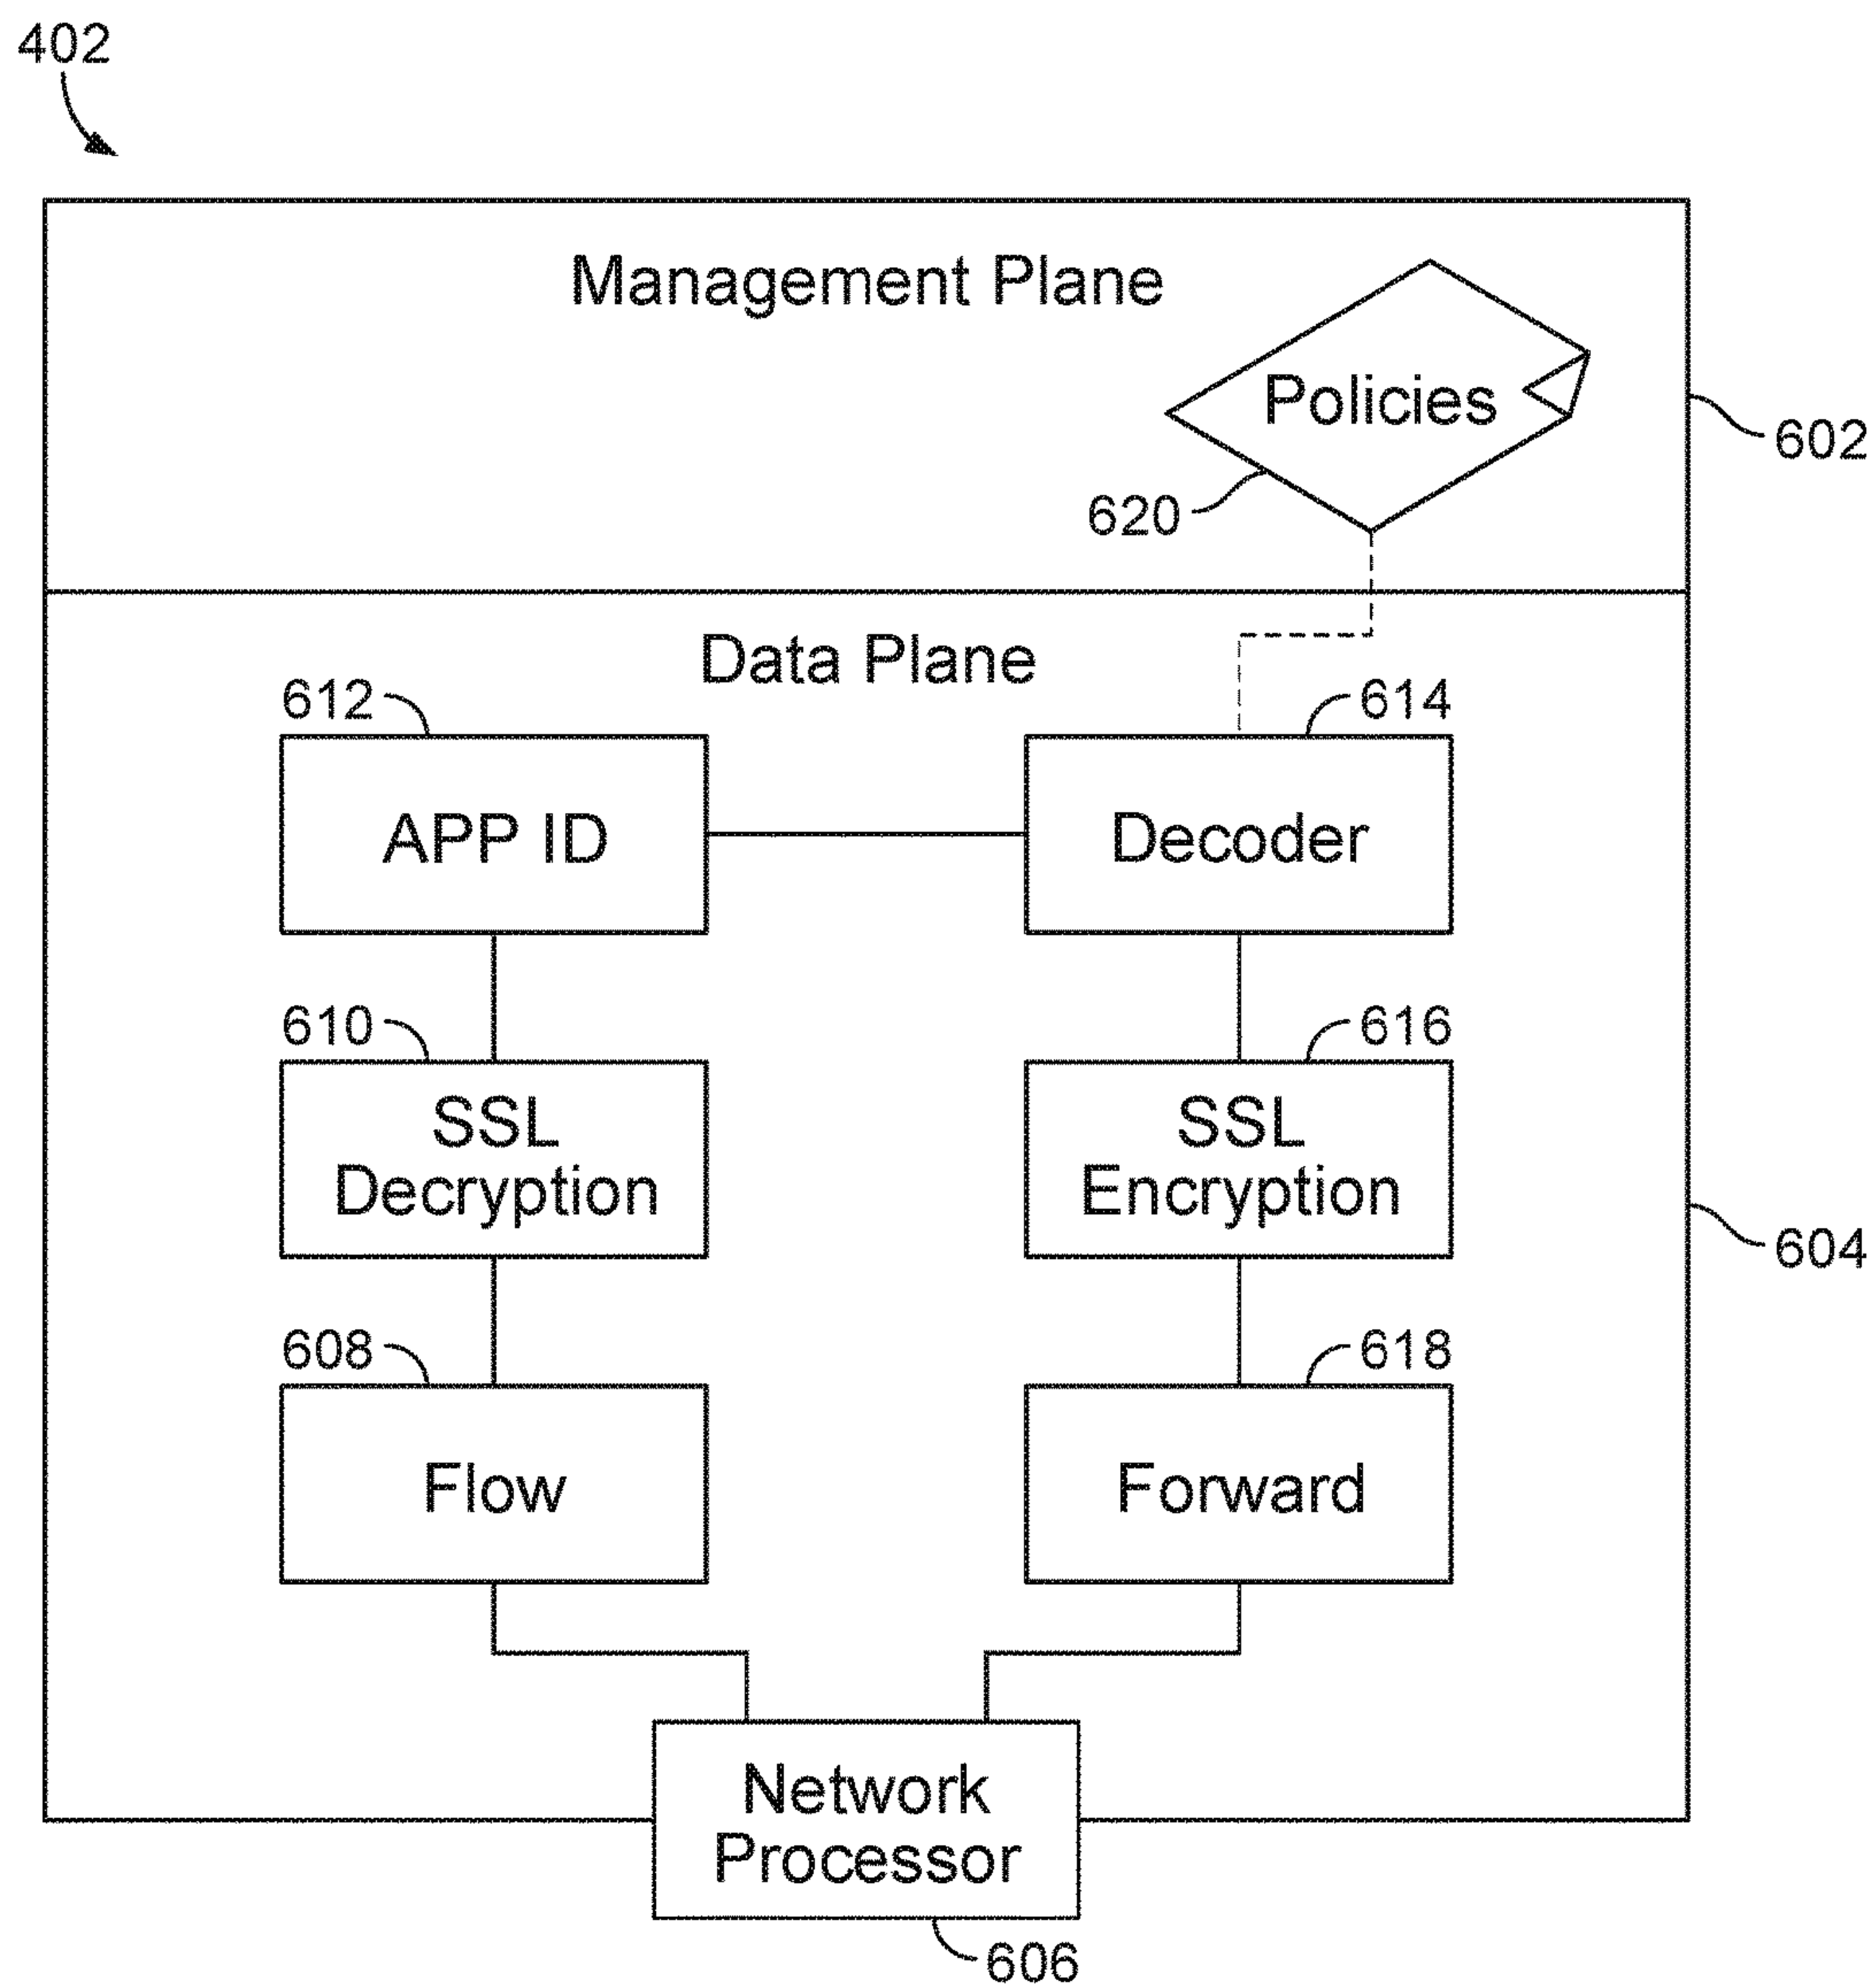 402
Management Plane
Policies
602
620
Data Plane
612
614
APP ID
Decoder
610
616
SSL
Decryption
SSL
Encryption
604
608
618
Flow
Forward
Network
Processor
606